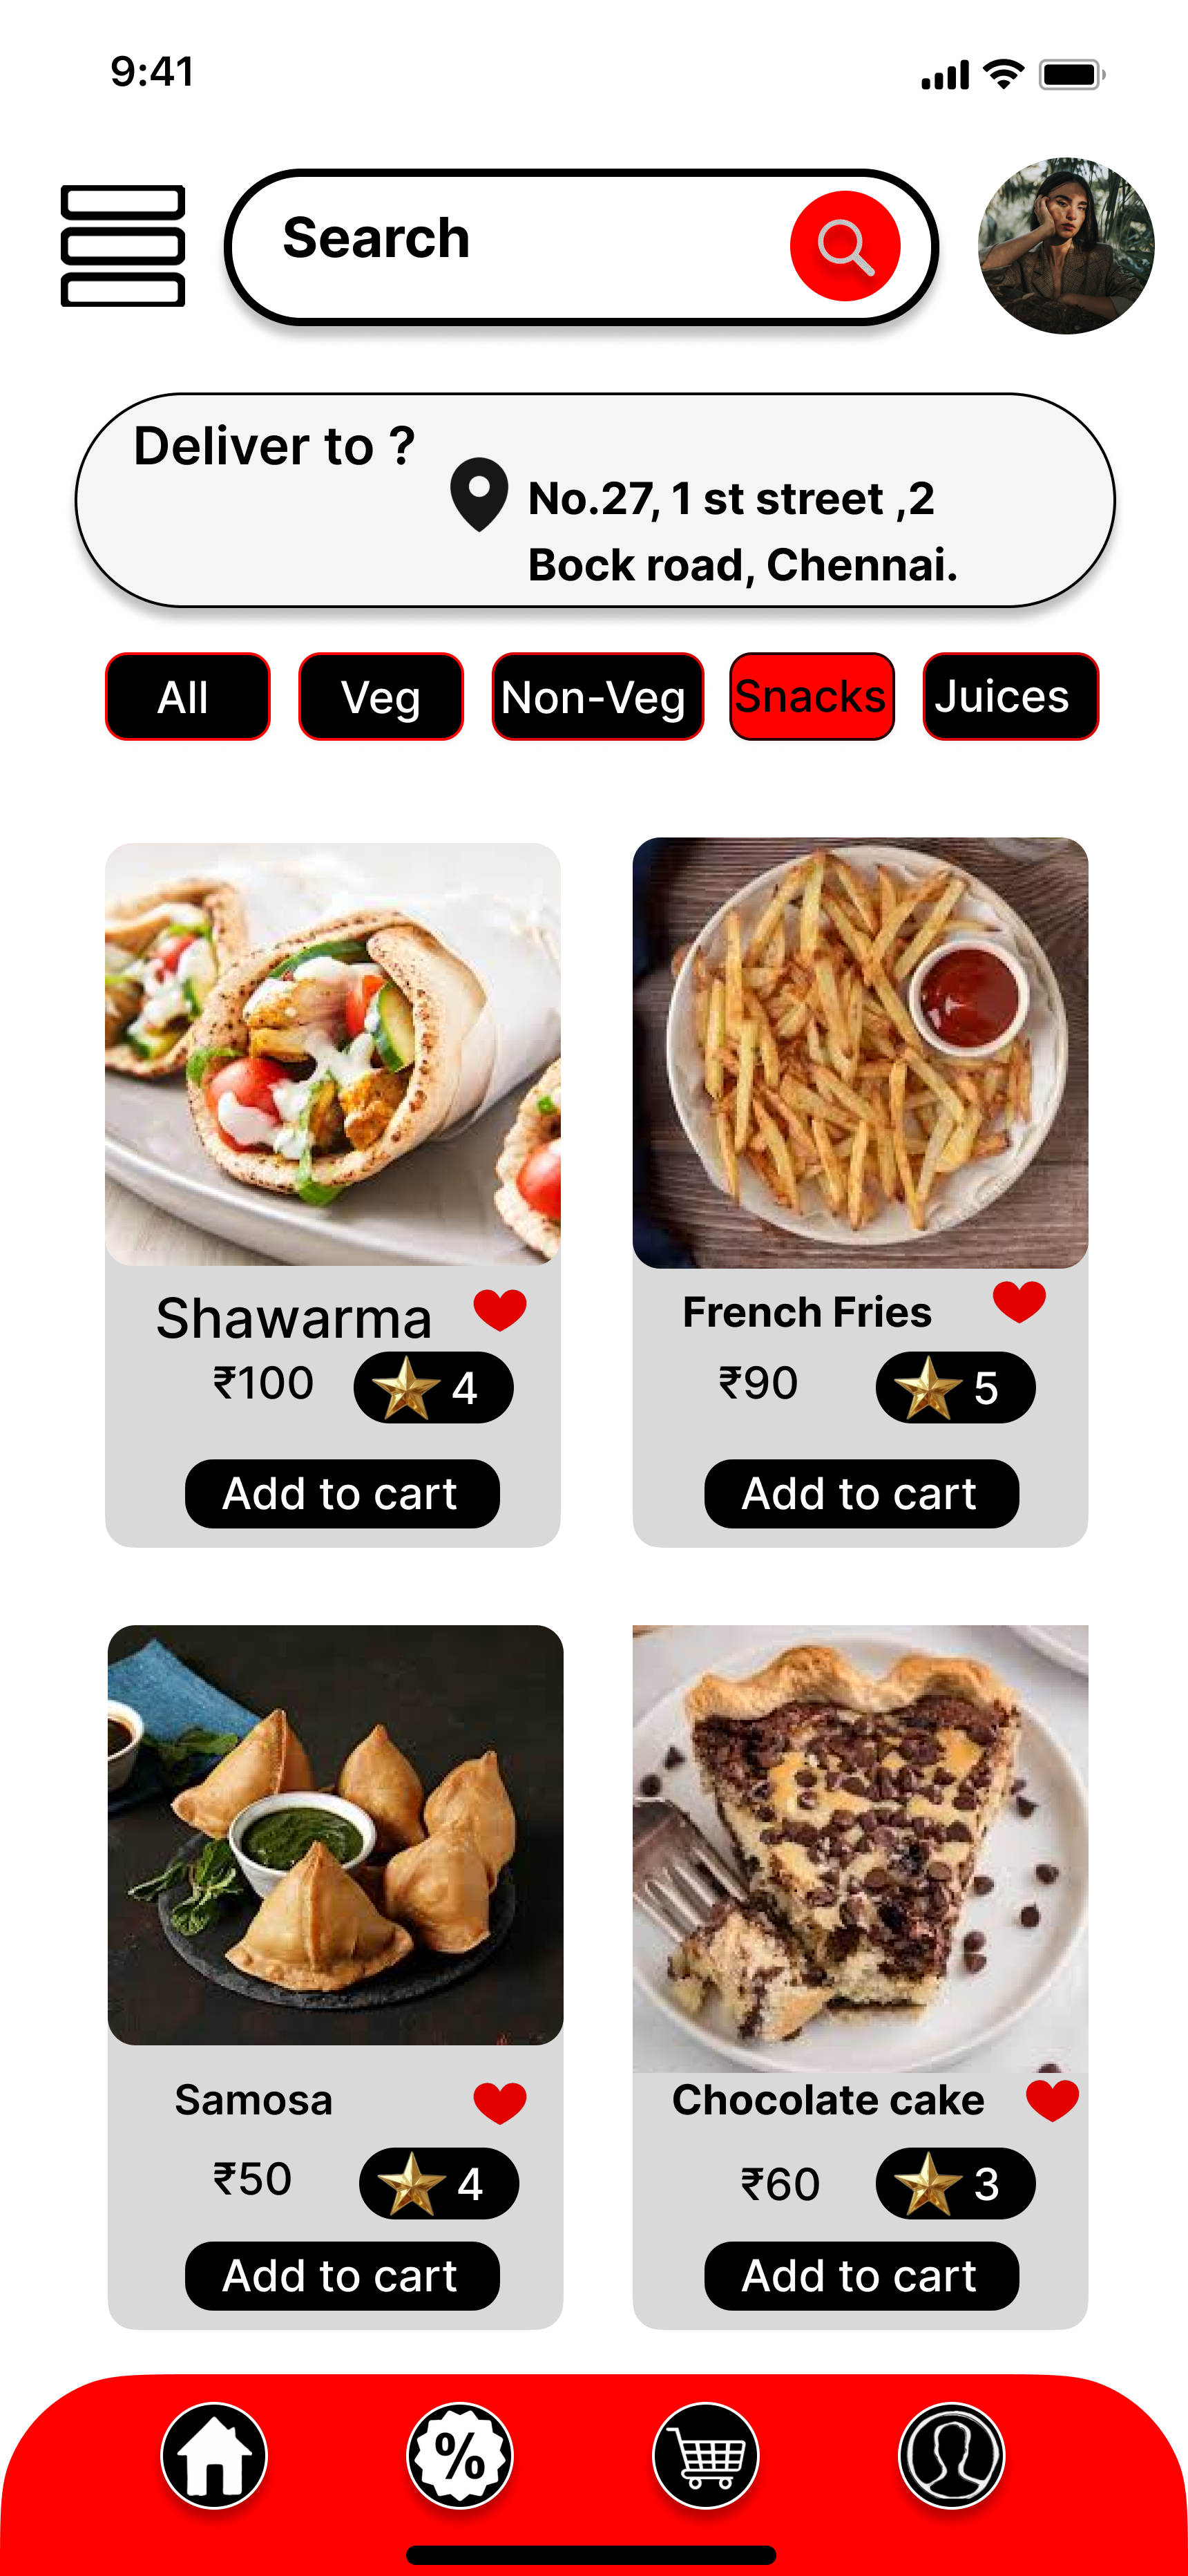 9:41
Search
Deliver to ?
No.27, 1 st street ,2
Bock road, Chennai.
All
Veg
Non-Veg
Snacks
Juices
Shawarma
₹100
4
Add to cart
French Fries
₹90
5
Add to cart
Samosa
₹50
4
Add to cart
Chocolate cake
₹60
3
Add to cart
%